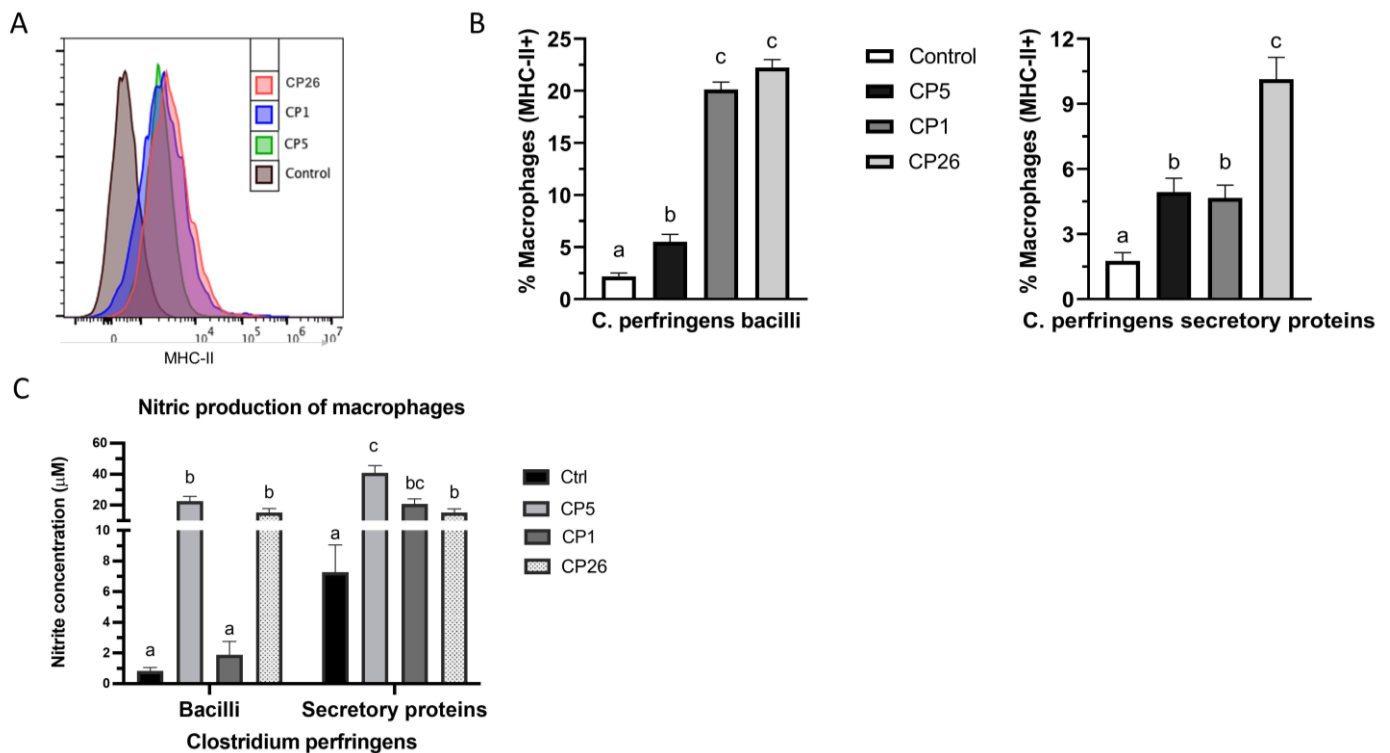 A
CP26
CP1
CP5
Control
0 10^4 10^5 10^6 10^7
MHC-II
B
% Macrophages (MHC-II+)
25
20
15
10
5
0
a
b
c
c
C. perfringens bacilli
Control
CP5
CP1
CP26
% Macrophages (MHC-II+)
12
9
6
3
0
a
b
b
c
C. perfringens secretory proteins
C
Nitric production of macrophages
Nitrite concentration (µM)
60
40
20
10
8
6
4
2
0
a
b
a
b
a
c
bc
b
Bacilli Secretory proteins
Clostridium perfringens
Ctrl
CP5
CP1
CP26